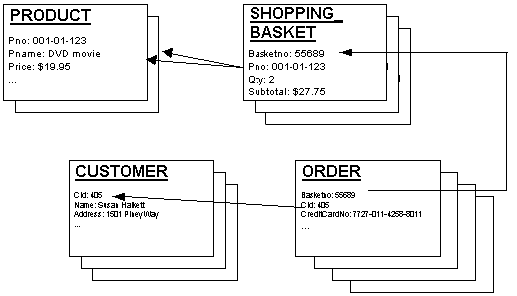 PRODUCT
Pno: 001-01-123
Pname: DVD movie
Price: $19.95
...
SHOPPING_
BASKET
Basketno: 55689
Pno: 001-01-123
Qty: 2
Subtotal: $27.75
CUSTOMER
Cid: 405
Name: Susan Halkett
Address: 1501 Piney Way
...
ORDER
Basketno: 55689
Cid: 405
CreditCardNo: 7727-011-4258-8011
...